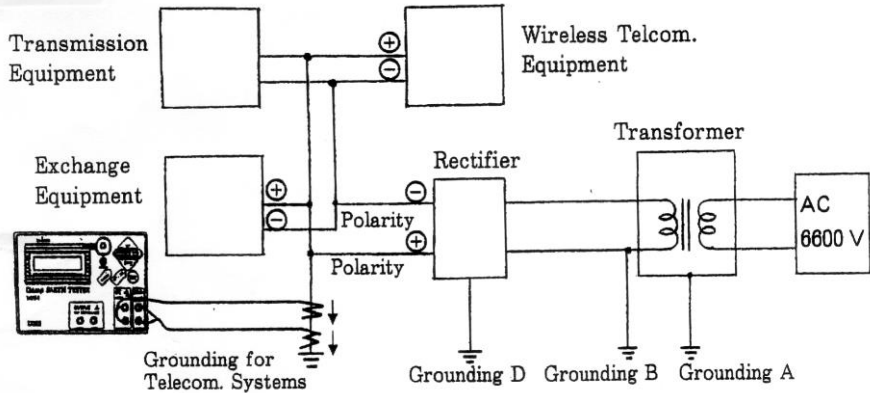 Transmission
Equipment
⊕
⊖
Wireless Telcom.
Equipment
Transformer
Exchange
Equipment
⊕
⊖
Rectifier
⊖
Polarity
⊕
Polarity
AC
6600 V
Grounding for
Telecom. Systems
Grounding D
Grounding B
Grounding A